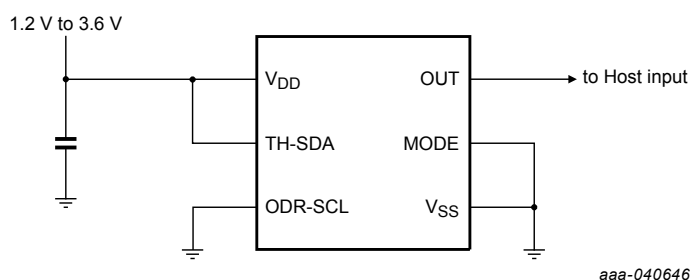 1.2 V to 3.6 V
VDD
OUT
to Host input
TH-SDA
MODE
ODR-SCL
VSS
aaa-040646